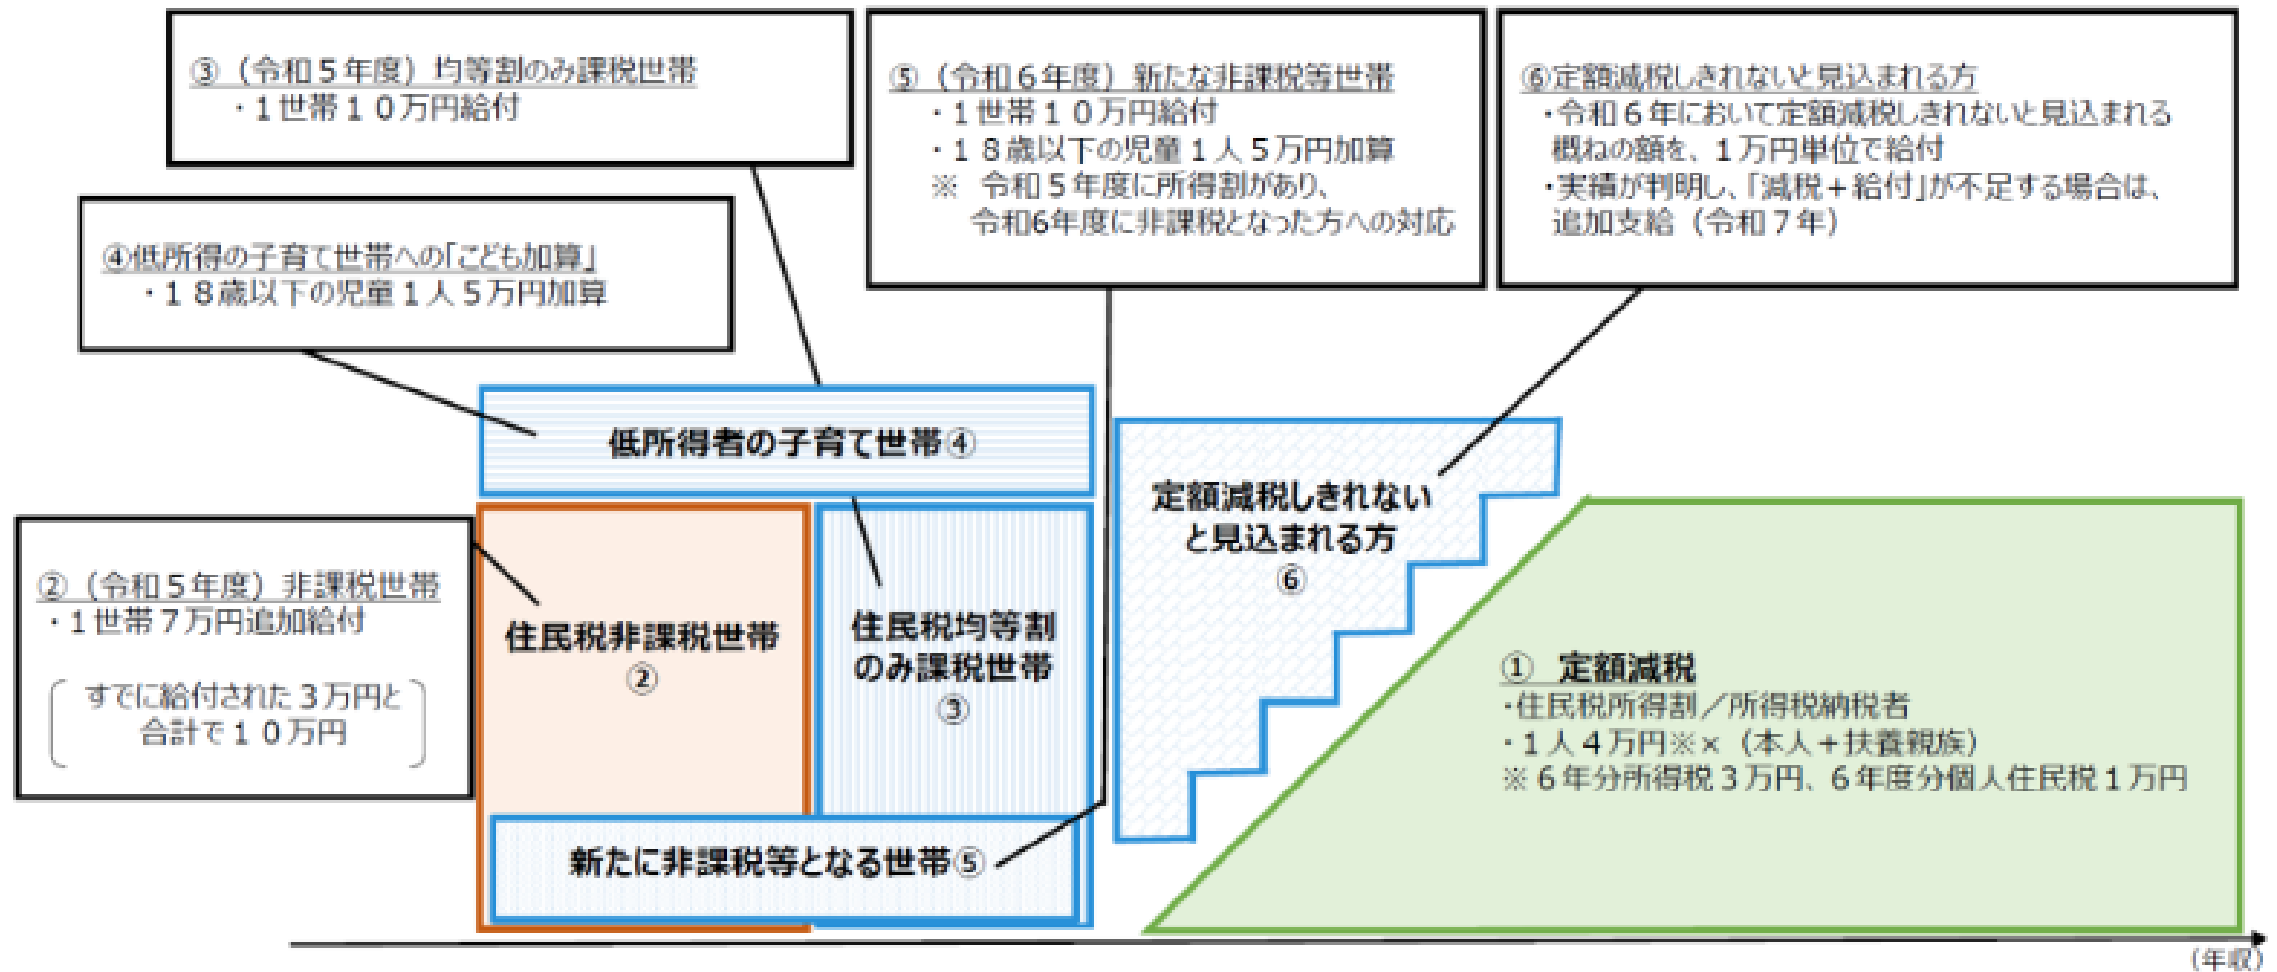 ③（令和５年度）均等割のみ課税世帯
・１世帯１０万円給付
④低所得の子育て世帯への「こども加算」
・１８歳以下の児童１人５万円加算
⑤（令和６年度）新たな非課税等世帯
・１世帯１０万円給付
・１８歳以下の児童１人５万円加算
※　令和５年度に所得割があり、
令和6年度に非課税となった方への対応
⑥定額減税しきれないと見込まれる方
・令和６年において定額減税しきれないと見込まれる
概ねの額を、１万円単位で給付
・実績が判明し、「減税＋給付」が不足する場合は、
追加支給（令和７年）
②（令和５年度）非課税世帯
・１世帯７万円追加給付
すでに給付された３万円と
合計で１０万円
低所得者の子育て世帯④
住民税非課税世帯
②
住民税均等割
のみ課税世帯
③
新たに非課税等となる世帯⑤
定額減税しきれない
と見込まれる方
⑥
①　定額減税
・住民税所得割／所得税納税者
・１人４万円※×（本人＋扶養親族）
※６年分所得税３万円、６年度分個人住民税１万円
（年収）